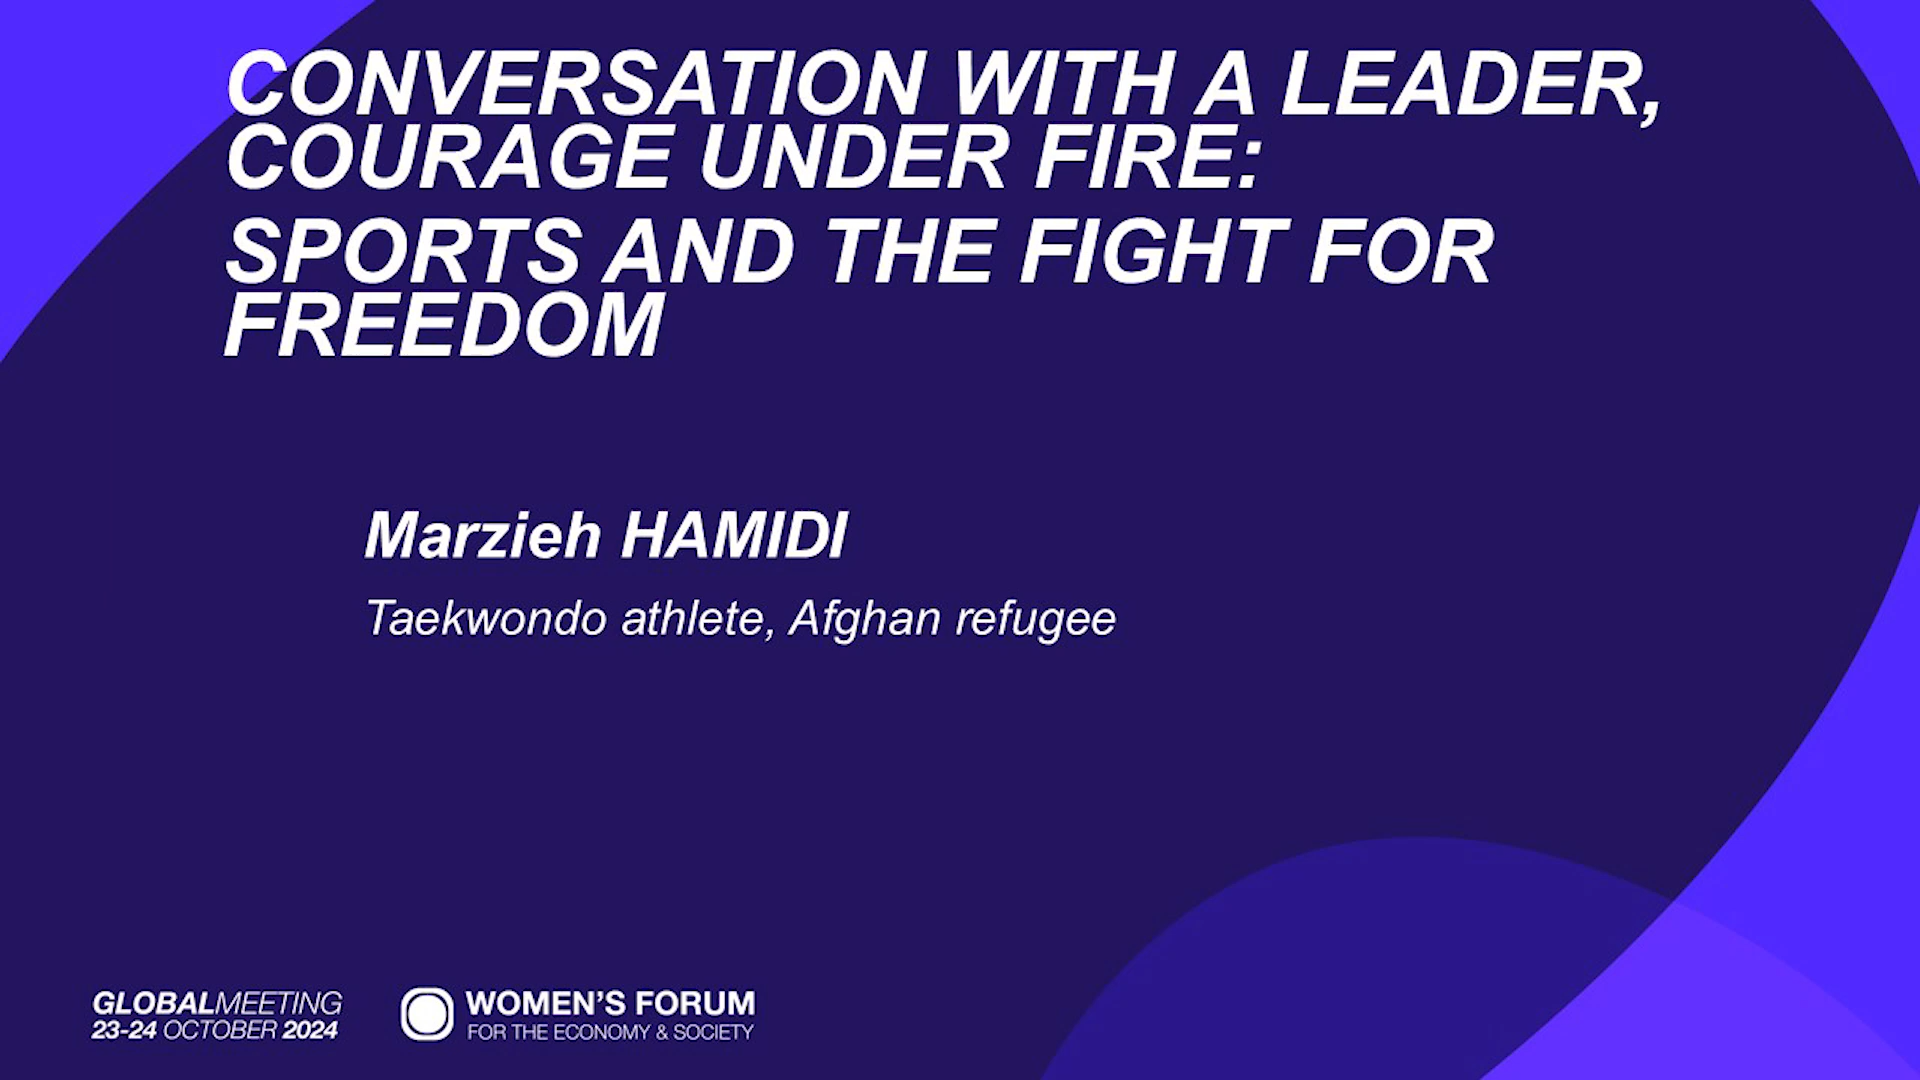 CONVERSATION WITH A LEADER,
COURAGE UNDER FIRE:
SPORTS AND THE FIGHT FOR
FREEDOM
Marzieh HAMIDI
Taekwondo athlete, Afghan refugee
GLOBALMEETING
23-24 OCTOBER 2024
WOMEN'S FORUM
FOR THE ECONOMY & SOCIETY